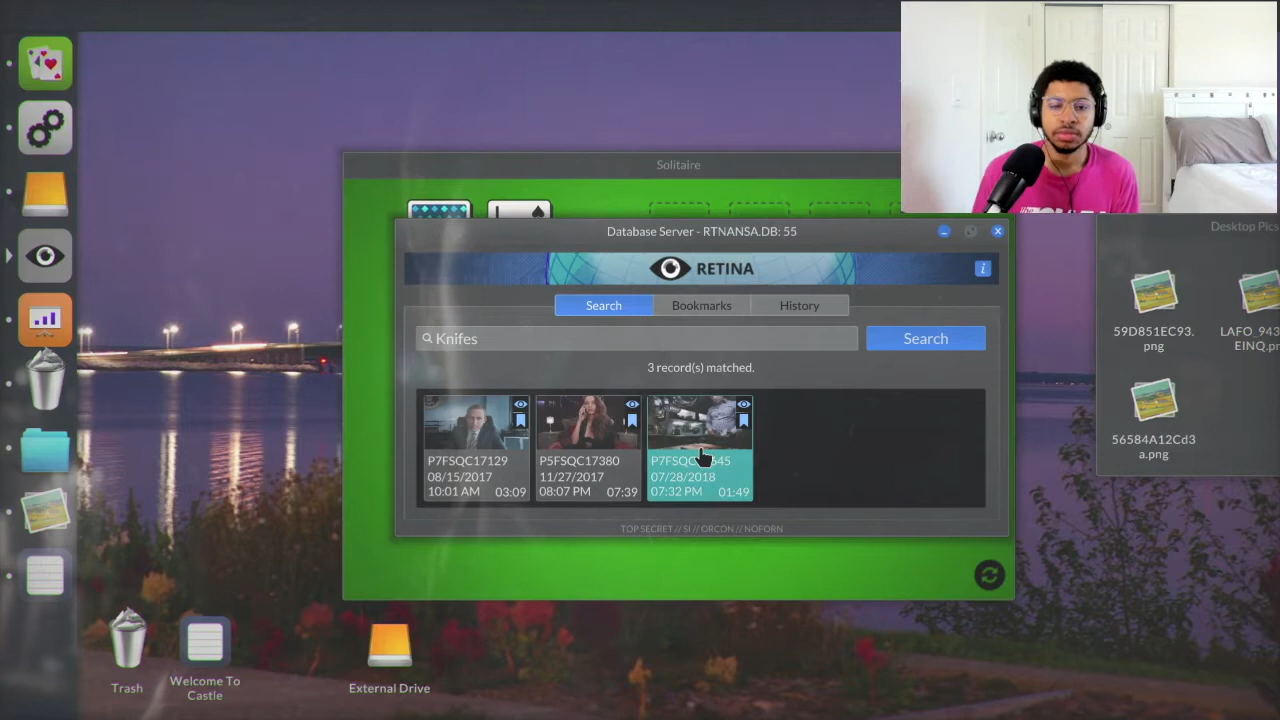 Solitaire
Database Server - RTNANSA.DB: 55
RETINA
i
Search
Bookmarks
History
Knifes
Search
3 record(s) matched.
P7FSQC17129
08/15/2017
10:01 AM 03:09
P5FSQC17380
11/27/2017
08:07 PM 07:39
07/28/2018
07:32 PM 01:49
TOP SECRET // SI // ORCON // NOFORN
Desktop Pics
59D851EC93.
png
LAFO_943
EINQ.pn
56584A12Cd3
a.png
Trash
Welcome To
Castle
External Drive